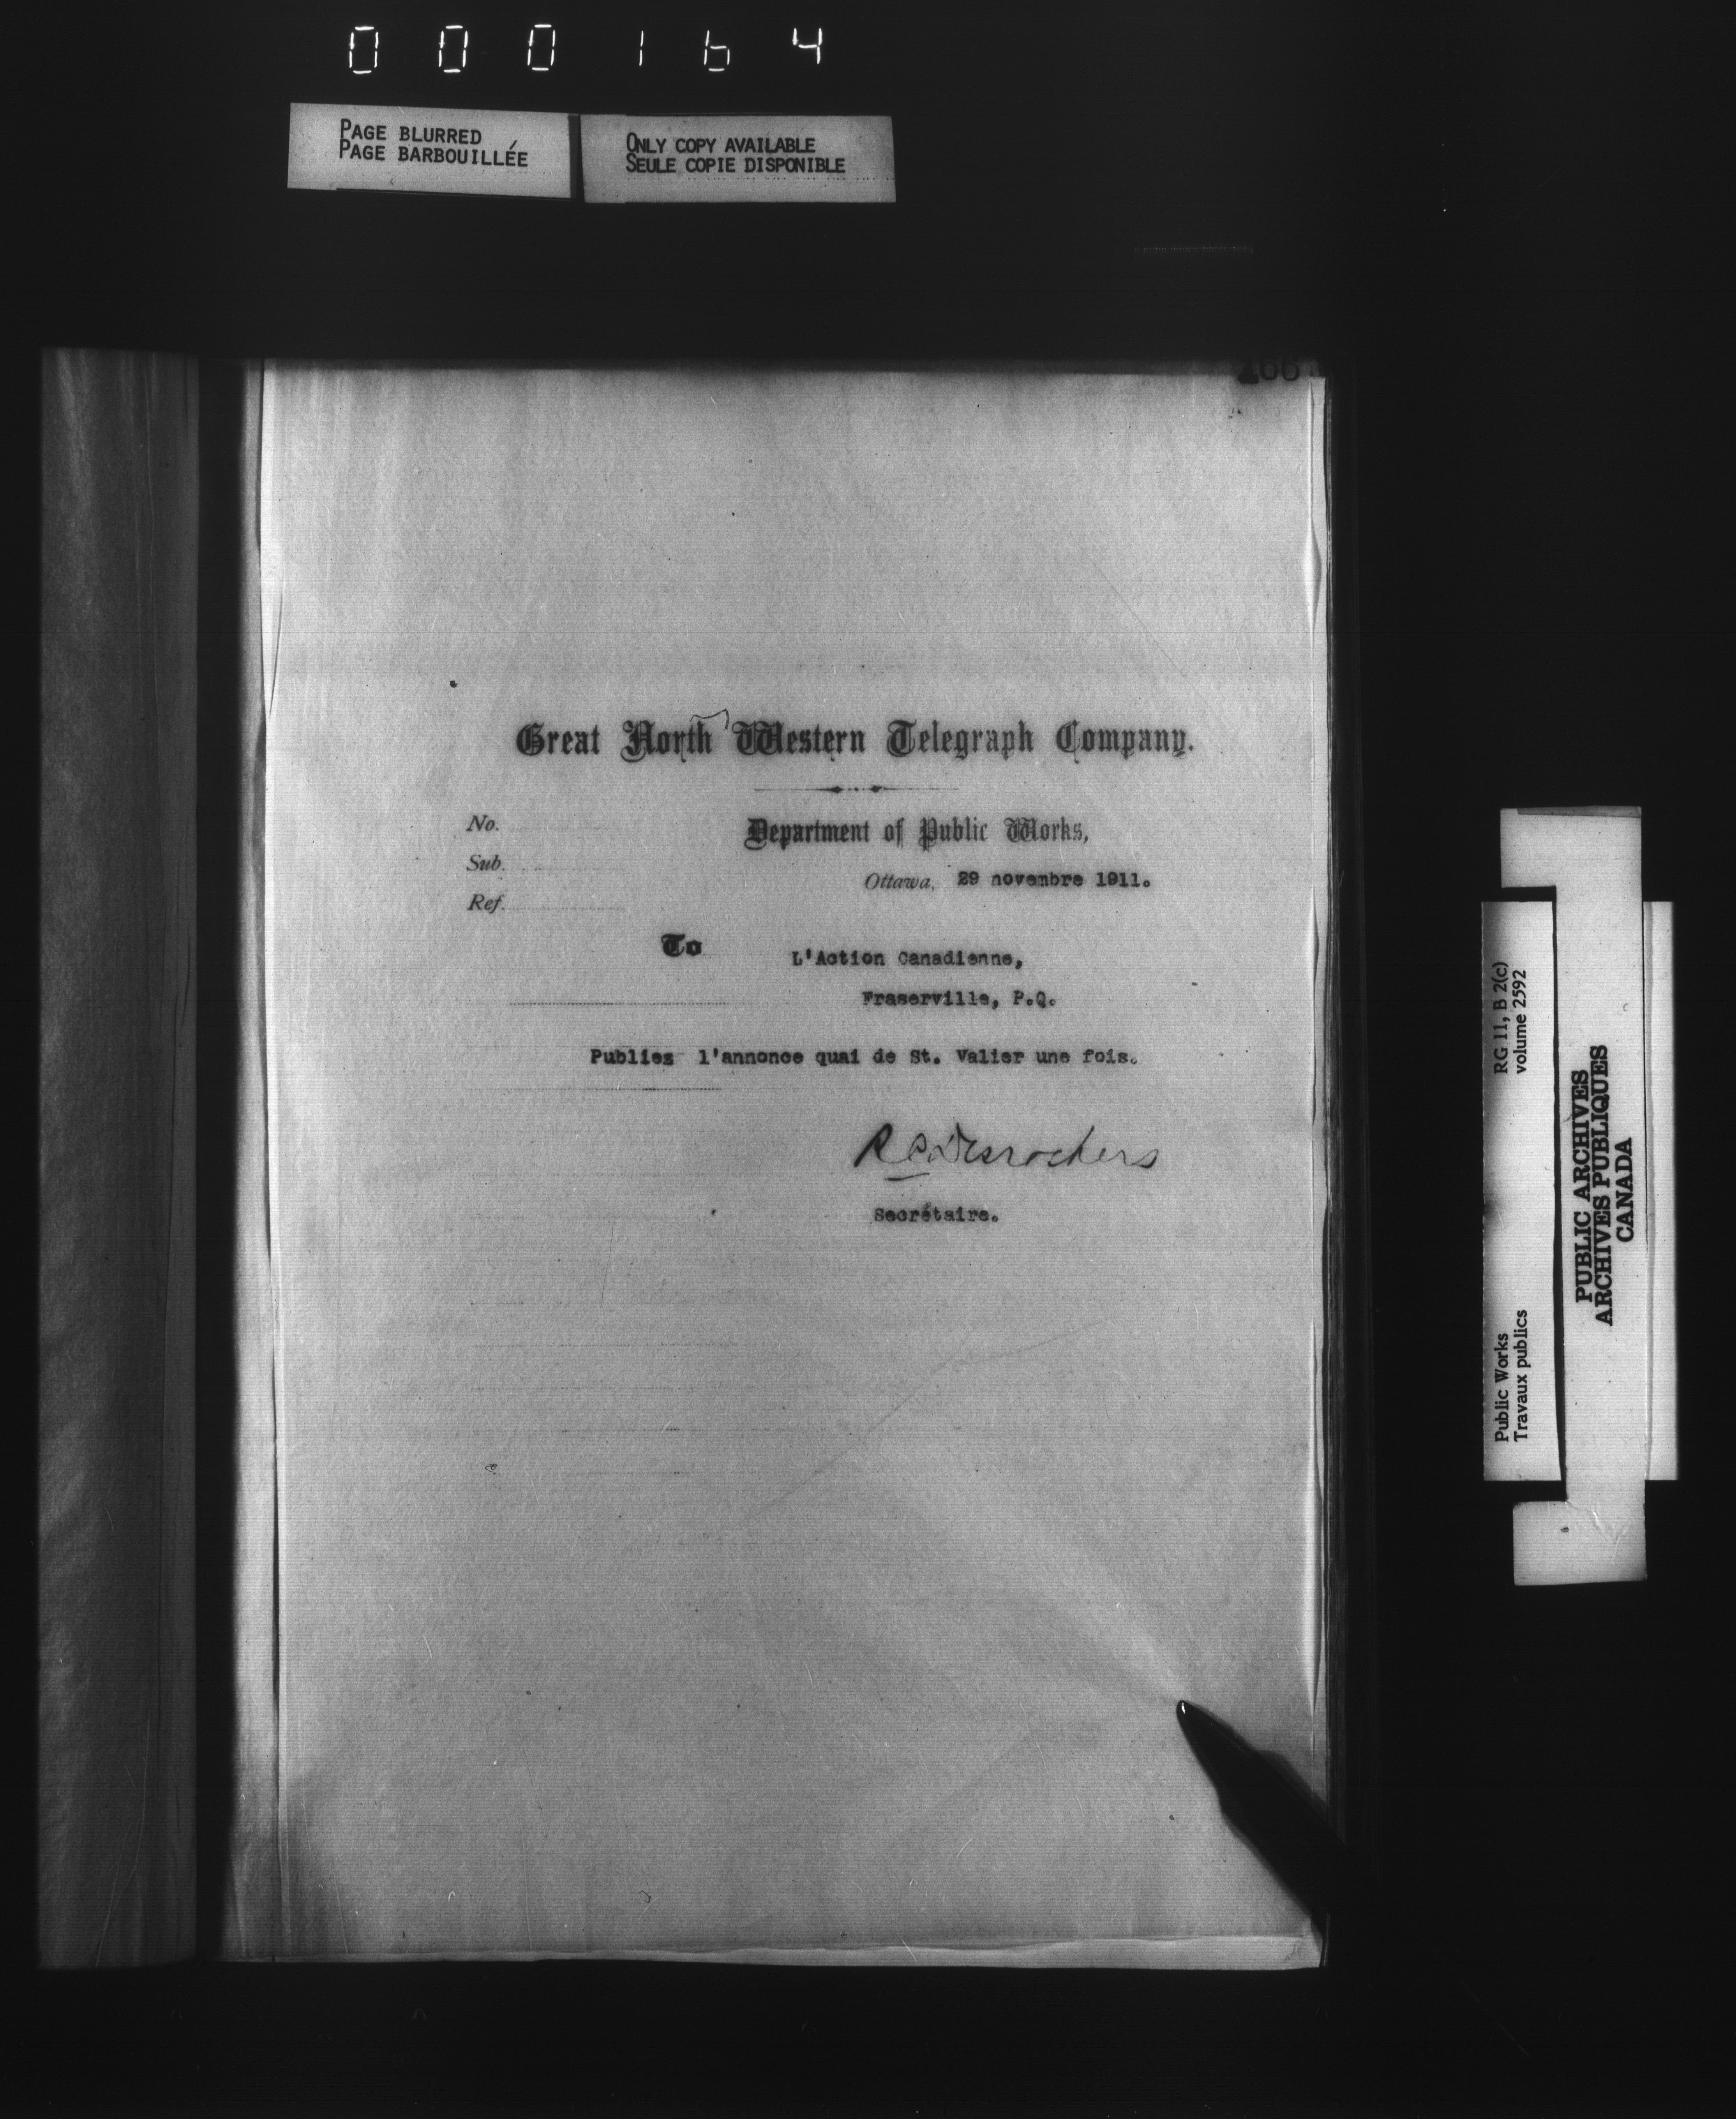 000164
PAGE BLURRED
PAGE BARBOUILLÉE
ONLY COPY AVAILABLE
SEULE COPIE DISPONIBLE
Great North Western Telegraph Company.
No.
Sub.
Ref.
Department of Public Works,
Ottawa, 29 novembre 1911.
To L'Action Canadienne,
Fraserville, P.Q.
Publiez l'annonce quai de St. Valier une fois.
RCDesrochers
Secrétaire.
RG 11, B 2(c)
volume 2592
Public Works
Travaux publics
PUBLIC ARCHIVES
ARCHIVES PUBLIQUES
CANADA